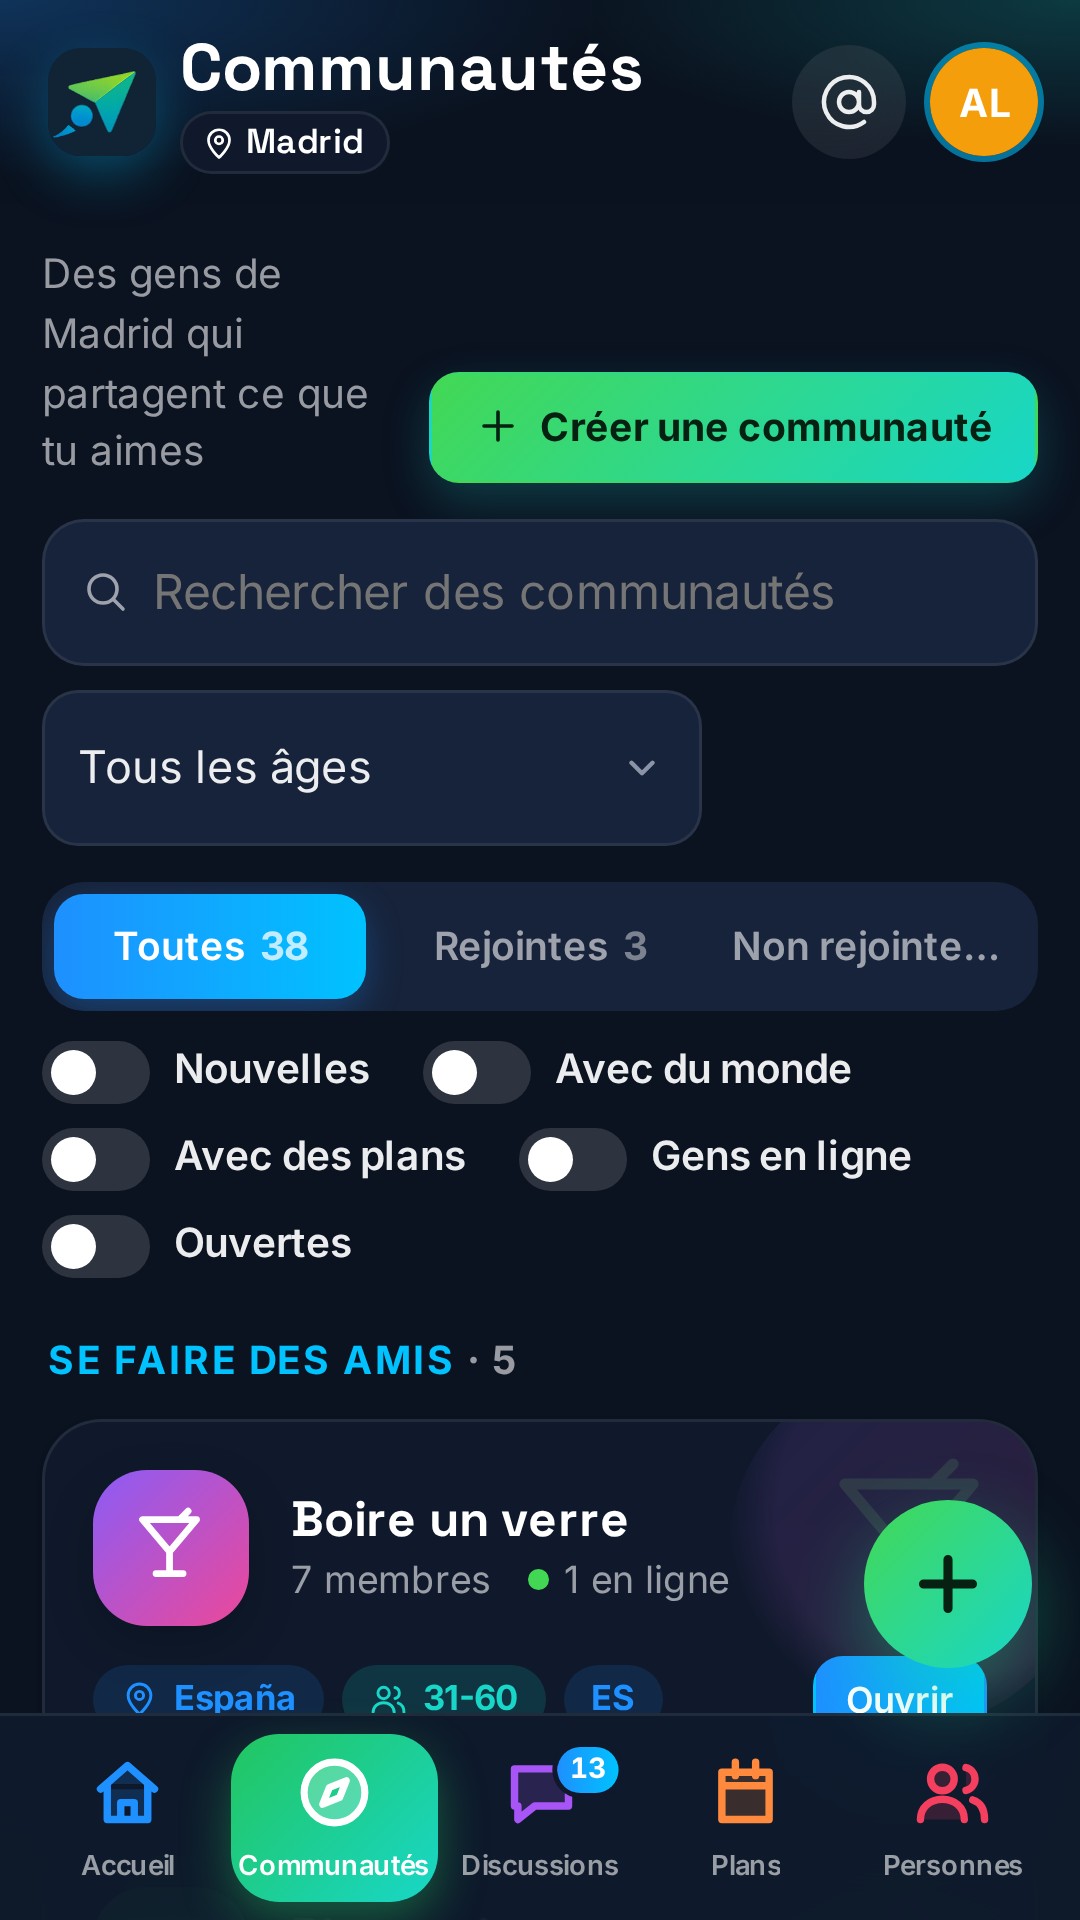 Communautés
Madrid
@
AL
Des gens de
Madrid qui
partagent ce que
tu aimes
+ Créer une communauté
Rechercher des communautés
Tous les âges
Toutes 38
Rejointes 3
Non rejointe...
Nouvelles
Avec du monde
Avec des plans
Gens en ligne
Ouvertes
SE FAIRE DES AMIS · 5
Boire un verre
7 membres
1 en ligne
España
31-60
ES
Ouvrir
13
Accueil
Communautés
Discussions
Plans
Personnes